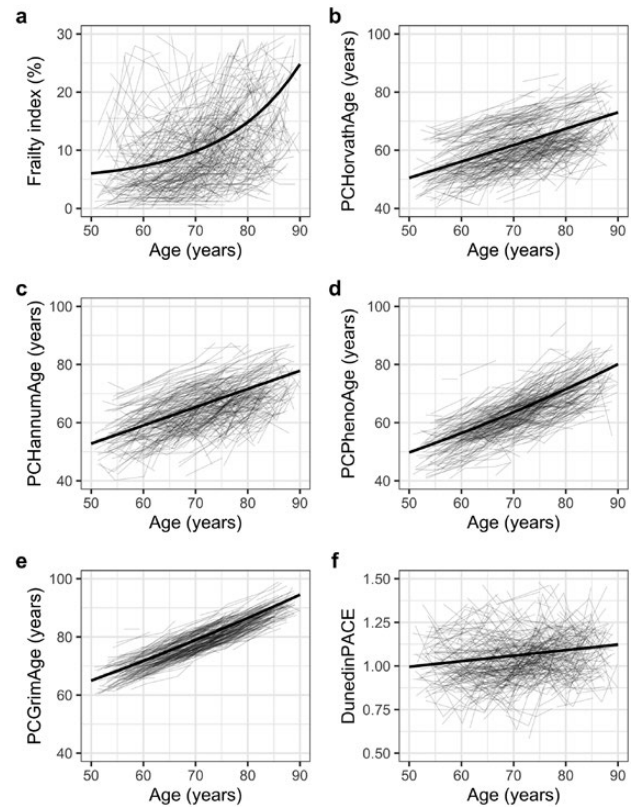 a
Frailty index (%)
30
20
10
0
50 60 70 80 90
Age (years)
b
PCHorvathAge (years)
100
80
60
40
50 60 70 80 90
Age (years)
c
PCHannumAge (years)
100
80
60
40
50 60 70 80 90
Age (years)
d
PCPhenoAge (years)
100
80
60
40
50 60 70 80 90
Age (years)
e
PCGrimAge (years)
100
80
60
40
50 60 70 80 90
Age (years)
f
DunedinPACE
1.50
1.25
1.00
0.75
0.50
50 60 70 80 90
Age (years)